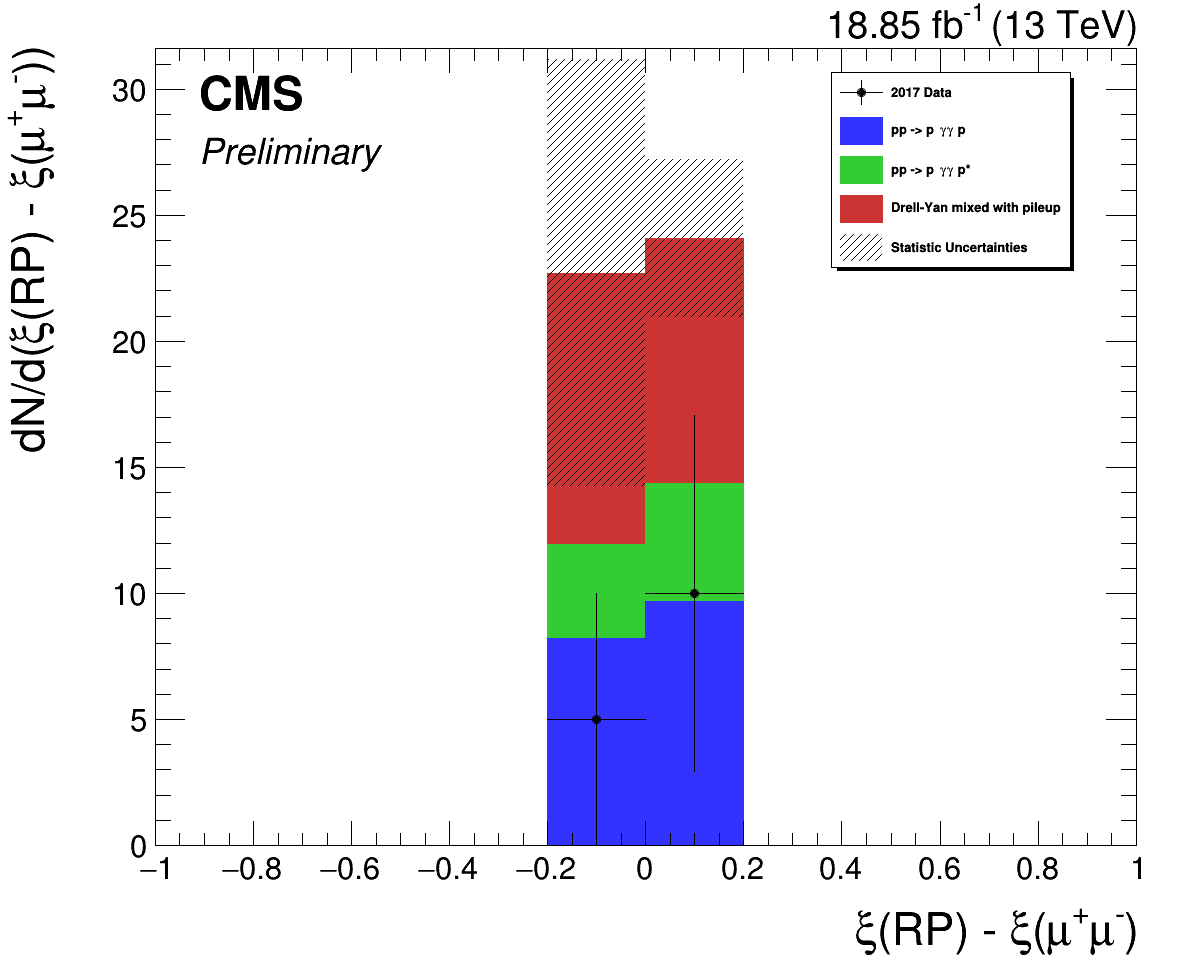 18.85 fb⁻¹ (13 TeV)
dN/d(ξ(RP) - ξ(μ⁺μ⁻))
CMS
Preliminary
2017 Data
pp -> p γγ p
pp -> p γγ p*
Drell-Yan mixed with pileup
Statistic Uncertainties
30
25
20
15
10
5
0
−1 −0.8 −0.6 −0.4 −0.2 0 0.2 0.4 0.6 0.8 1
ξ(RP) - ξ(μ⁺μ⁻)